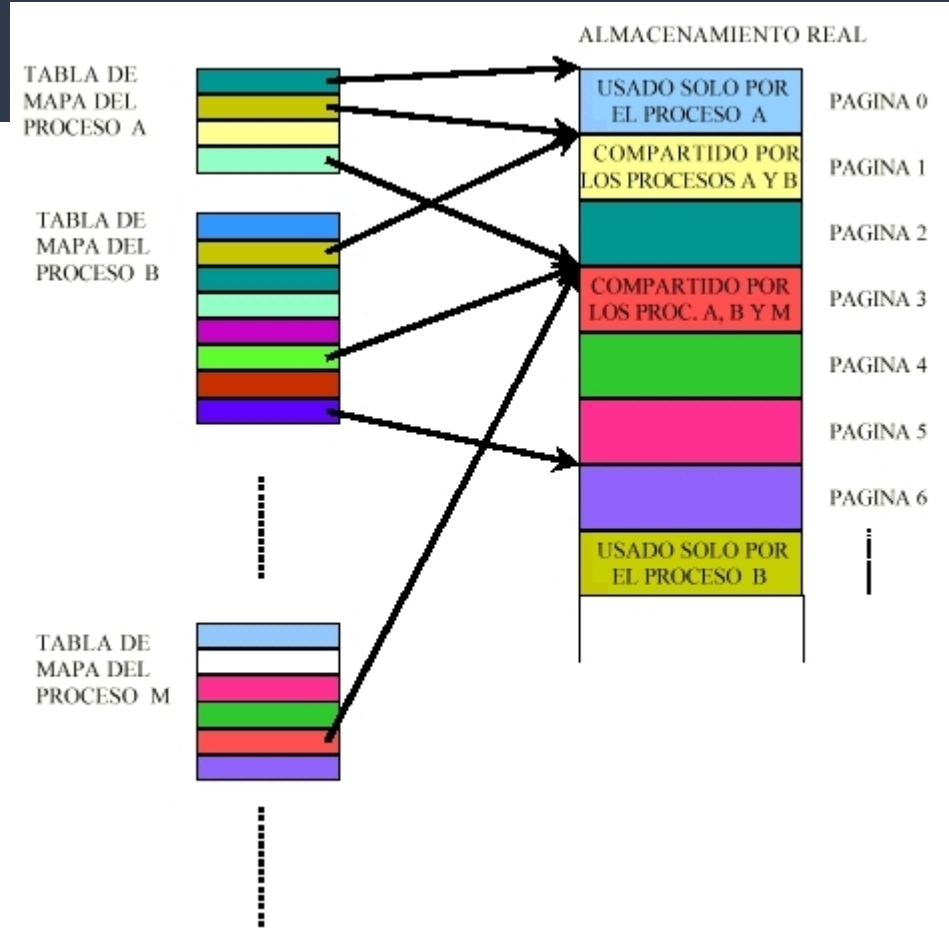 ALMACENAMIENTO REAL
TABLA DE
MAPA DEL
PROCESO A
USADO SOLO POR
EL PROCESO A
PAGINA 0
COMPARTIDO POR
LOS PROCESOS A Y B
PAGINA 1
TABLA DE
MAPA DEL
PROCESO B
PAGINA 2
COMPARTIDO POR
LOS PROC. A, B Y M
PAGINA 3
PAGINA 4
PAGINA 5
PAGINA 6
USADO SOLO POR
EL PROCESO B
TABLA DE
MAPA DEL
PROCESO M